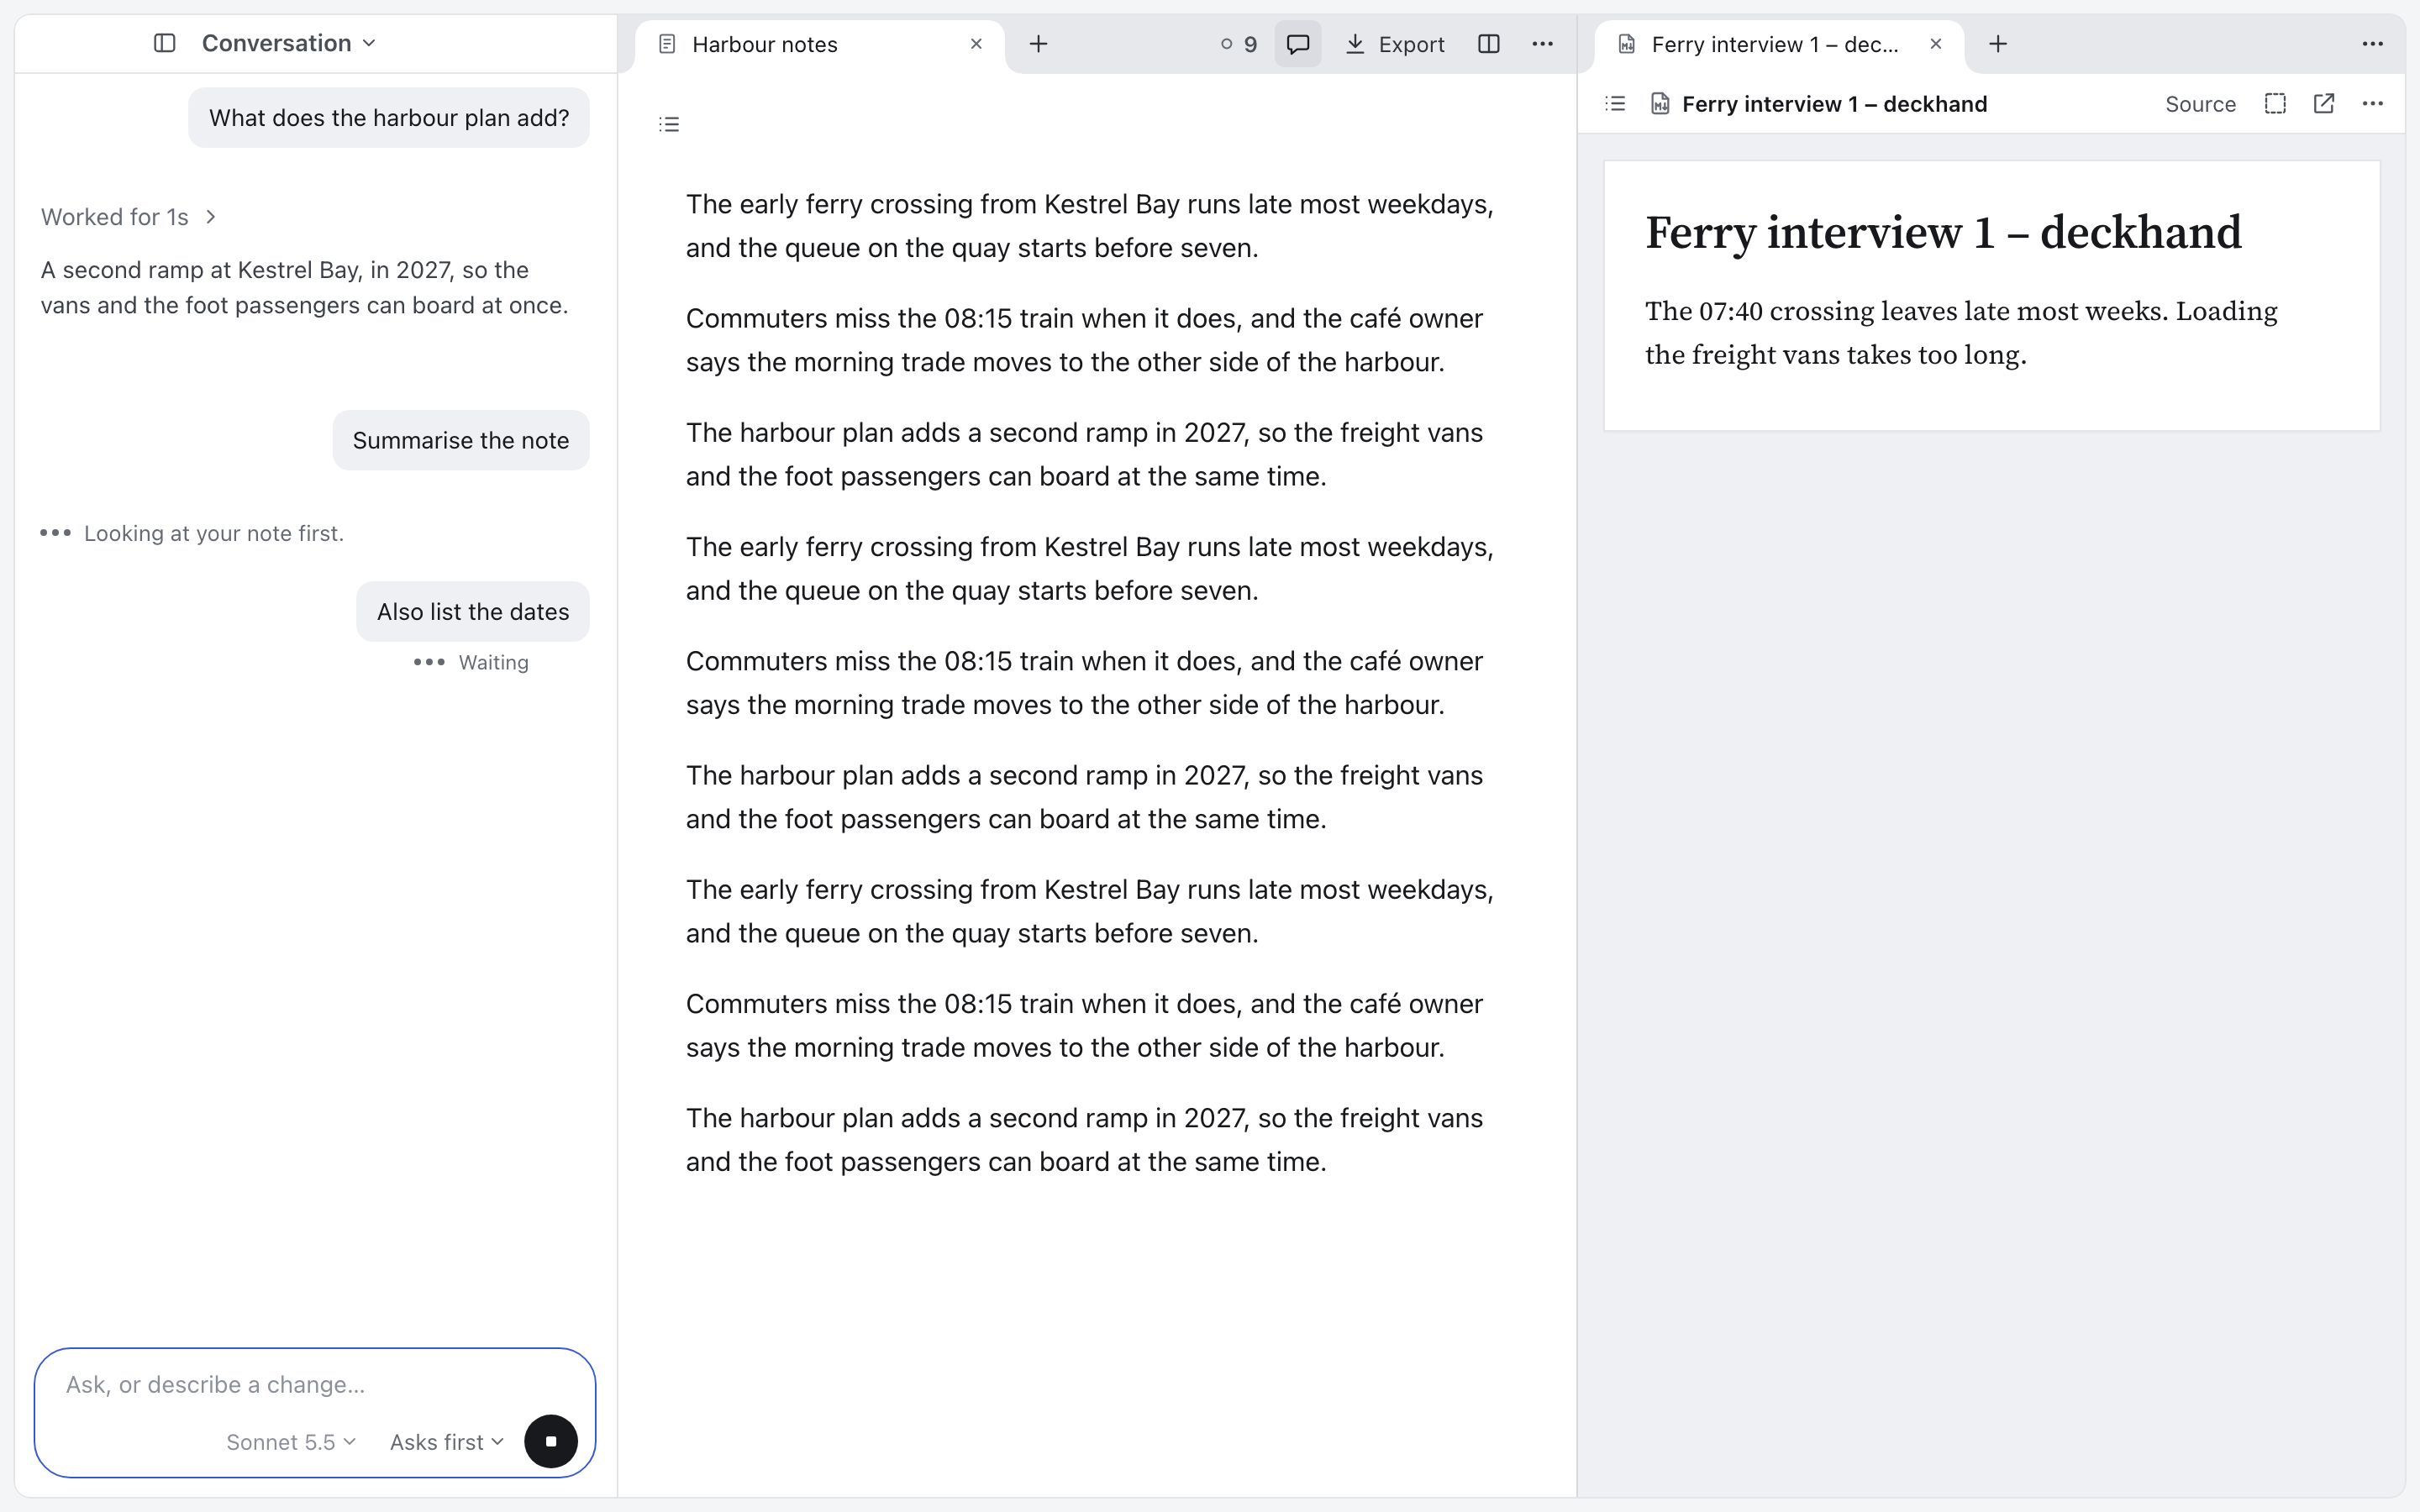 Conversation
What does the harbour plan add?
Worked for 1s
A second ramp at Kestrel Bay, in 2027, so the
vans and the foot passengers can board at once.
Summarise the note
Looking at your note first.
Also list the dates
Waiting
Ask, or describe a change...
Sonnet 5.5
Asks first
Harbour notes
9
Export
The early ferry crossing from Kestrel Bay runs late most weekdays,
and the queue on the quay starts before seven.
Commuters miss the 08:15 train when it does, and the café owner
says the morning trade moves to the other side of the harbour.
The harbour plan adds a second ramp in 2027, so the freight vans
and the foot passengers can board at the same time.
The early ferry crossing from Kestrel Bay runs late most weekdays,
and the queue on the quay starts before seven.
Commuters miss the 08:15 train when it does, and the café owner
says the morning trade moves to the other side of the harbour.
The harbour plan adds a second ramp in 2027, so the freight vans
and the foot passengers can board at the same time.
The early ferry crossing from Kestrel Bay runs late most weekdays,
and the queue on the quay starts before seven.
Commuters miss the 08:15 train when it does, and the café owner
says the morning trade moves to the other side of the harbour.
The harbour plan adds a second ramp in 2027, so the freight vans
and the foot passengers can board at the same time.
Ferry interview 1 – dec...
Ferry interview 1 – deckhand
Source
Ferry interview 1 – deckhand
The 07:40 crossing leaves late most weeks. Loading
the freight vans takes too long.